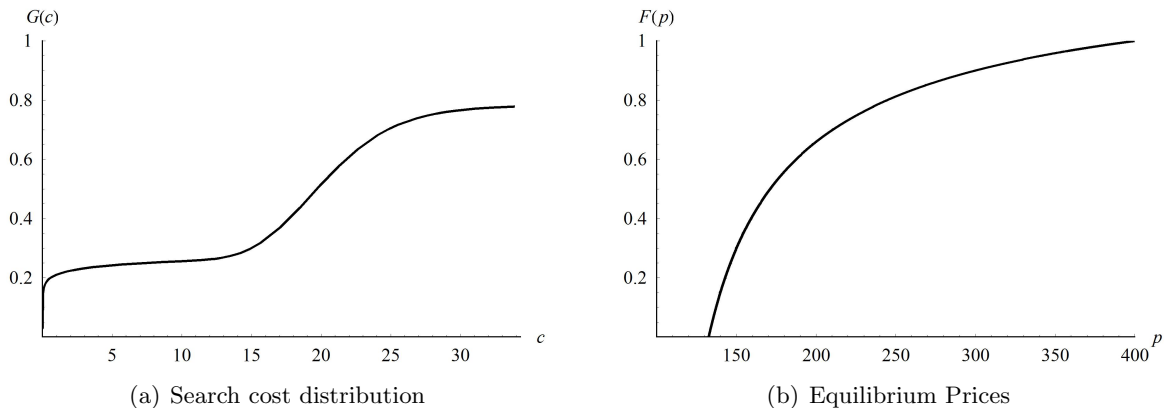 G(c)
1
0.8
0.6
0.4
0.2
5 10 15 20 25 30 c
(a) Search cost distribution
F(p)
1
0.8
0.6
0.4
0.2
150 200 250 300 350 400 p
(b) Equilibrium Prices